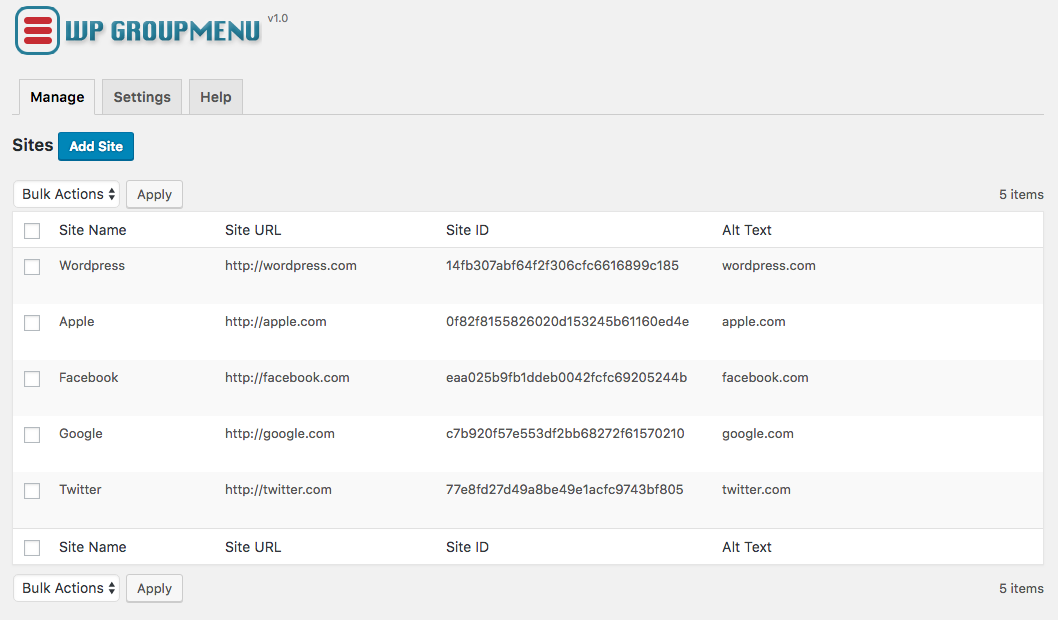 WP GROUPMENU v1.0
Manage Settings Help
Sites Add Site
Bulk Actions Apply 5 items
Site Name Site URL Site ID Alt Text
Wordpress http://wordpress.com 14fb307abf64f2f306cfc6616899c185 wordpress.com
Apple http://apple.com 0f82f8155826020d153245b61160ed4e apple.com
Facebook http://facebook.com eaa025b9fb1ddeb0042fcfc69205244b facebook.com
Google http://google.com c7b920f57e553df2bb68272f61570210 google.com
Twitter http://twitter.com 77e8fd27d49a8be49e1acfc9743bf805 twitter.com
Site Name Site URL Site ID Alt Text
Bulk Actions Apply 5 items